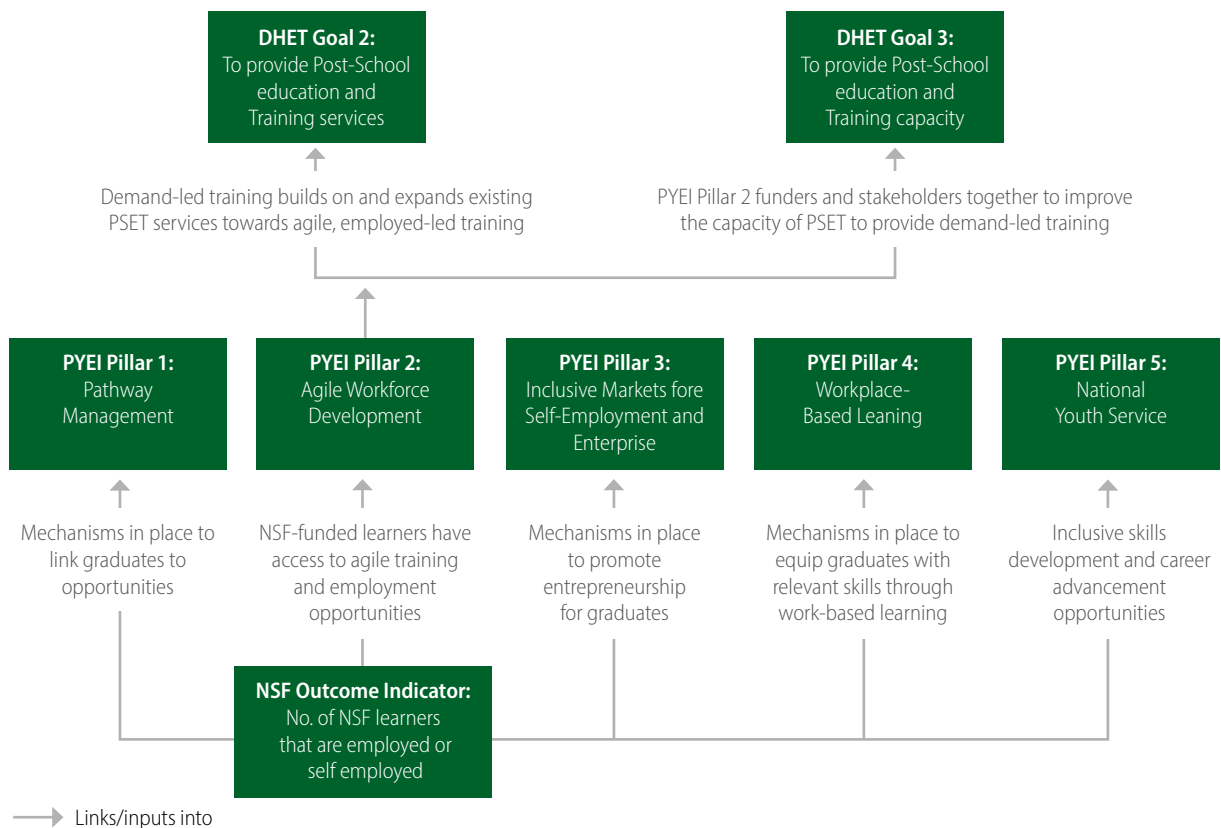 DHET Goal 2:
To provide Post-School
education and
Training services
DHET Goal 3:
To provide Post-School
education and
Training capacity
Demand-led training builds on and expands existing
PSET services towards agile, employed-led training
PYEI Pillar 2 funders and stakeholders together to improve
the capacity of PSET to provide demand-led training
PYEI Pillar 1:
Pathway
Management
PYEI Pillar 2:
Agile Workforce
Development
PYEI Pillar 3:
Inclusive Markets fore
Self-Employment and
Enterprise
PYEI Pillar 4:
Workplace-
Based Leaning
PYEI Pillar 5:
National
Youth Service
Mechanisms in place to
link graduates to
opportunities
NSF-funded learners have
access to agile training
and employment
opportunities
Mechanisms in place
to promote
entrepreneurship
for graduates
Mechanisms in place to
equip graduates with
relevant skills through
work-based learning
Inclusive skills
development and career
advancement
opportunities
NSF Outcome Indicator:
No. of NSF learners
that are employed or
self employed
Links/inputs into